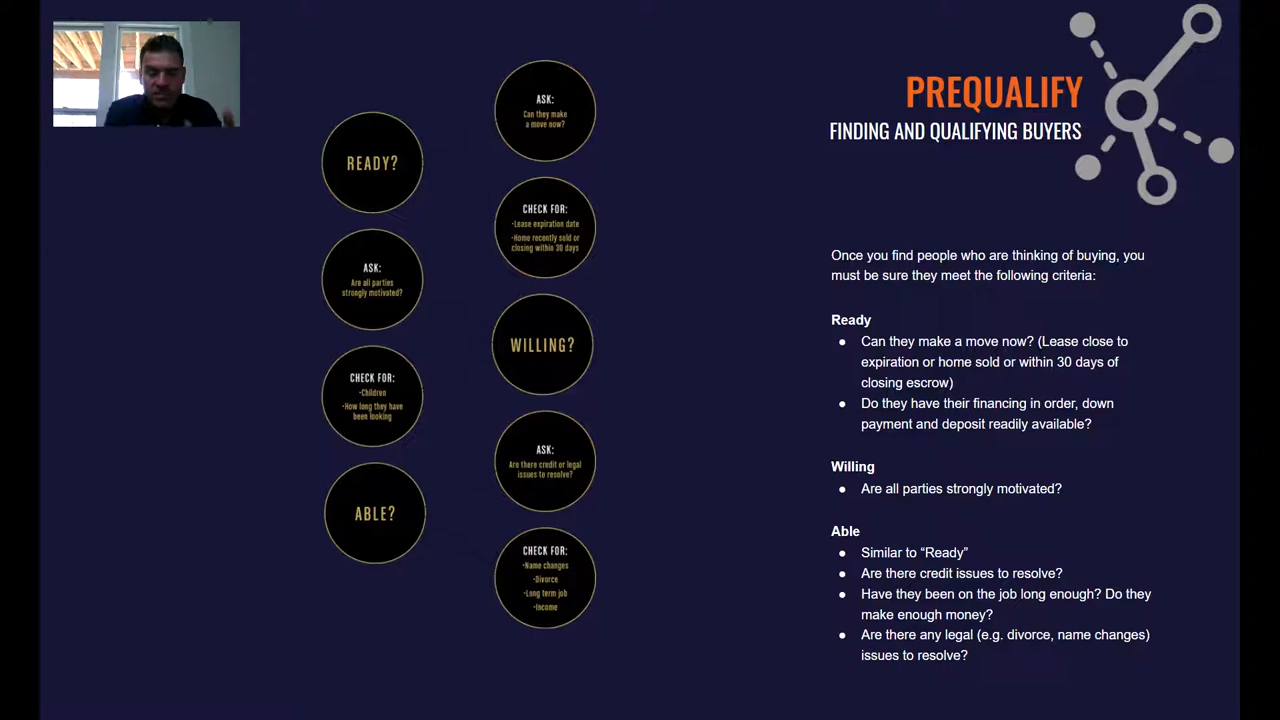 READY?
ASK:
Can they make
a move now?
CHECK FOR:
·Lease expiration date
·Home recently sold or
closing within 30 days
WILLING?
ASK:
Are all parties
strongly motivated?
CHECK FOR:
·Children
·How long they have
been looking
ABLE?
ASK:
Are there credit or legal
issues to resolve?
CHECK FOR:
·Name changes
·Divorce
·Long term job
·Income
PREQUALIFY
FINDING AND QUALIFYING BUYERS
Once you find people who are thinking of buying, you
must be sure they meet the following criteria:
Ready
● Can they make a move now? (Lease close to
expiration or home sold or within 30 days of
closing escrow)
● Do they have their financing in order, down
payment and deposit readily available?
Willing
● Are all parties strongly motivated?
Able
● Similar to “Ready”
● Are there credit issues to resolve?
● Have they been on the job long enough? Do they
make enough money?
● Are there any legal (e.g. divorce, name changes)
issues to resolve?